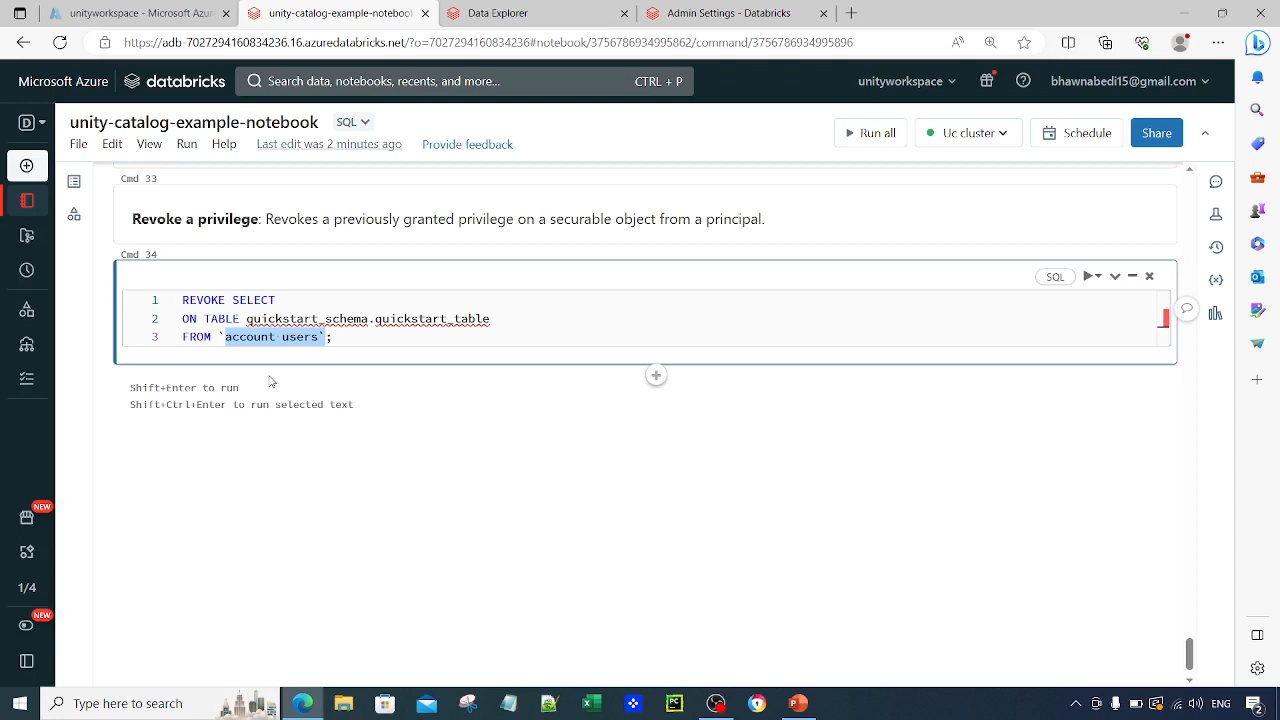 unityworkspace - Microsoft Azure
unity-catalog-example-notebook
Data Explorer
Admin Settings - Databricks
https://adb-7027294160834236.16.azuredatabricks.net/?o=7027294160834236#notebook/3756786934995862/command/3756786934995896
Microsoft Azure
databricks
Search data, notebooks, recents, and more...
CTRL + P
unityworkspace
bhawnabedi15@gmail.com
D
unity-catalog-example-notebook
SQL
File
Edit
View
Run
Help
Last edit was 2 minutes ago
Provide feedback
Run all
Uc cluster
Schedule
Share
Cmd 33
Revoke a privilege: Revokes a previously granted privilege on a securable object from a principal.
Cmd 34
SQL
1 REVOKE SELECT
2 ON TABLE quickstart_schema.quickstart_table
3 FROM `account users`;
Shift+Enter to run
Shift+Ctrl+Enter to run selected text
NEW
1/4
NEW
Type here to search
ENG
2